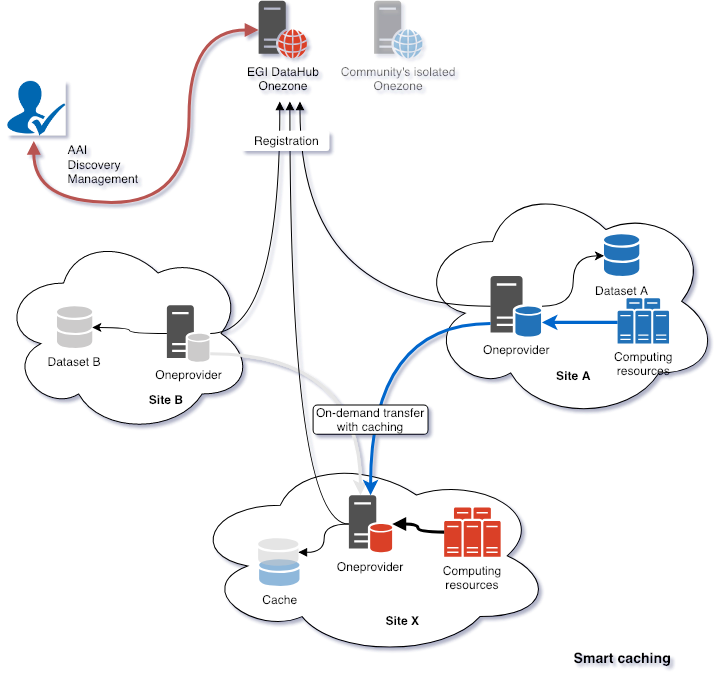 EGI DataHub
Onezone
Community's isolated
Onezone
Registration
AAI
Discovery
Management
Dataset A
Dataset B
Oneprovider
Site B
Oneprovider
Computing
resources
Site A
On-demand transfer
with caching
Oneprovider
Computing
resources
Cache
Site X
Smart caching